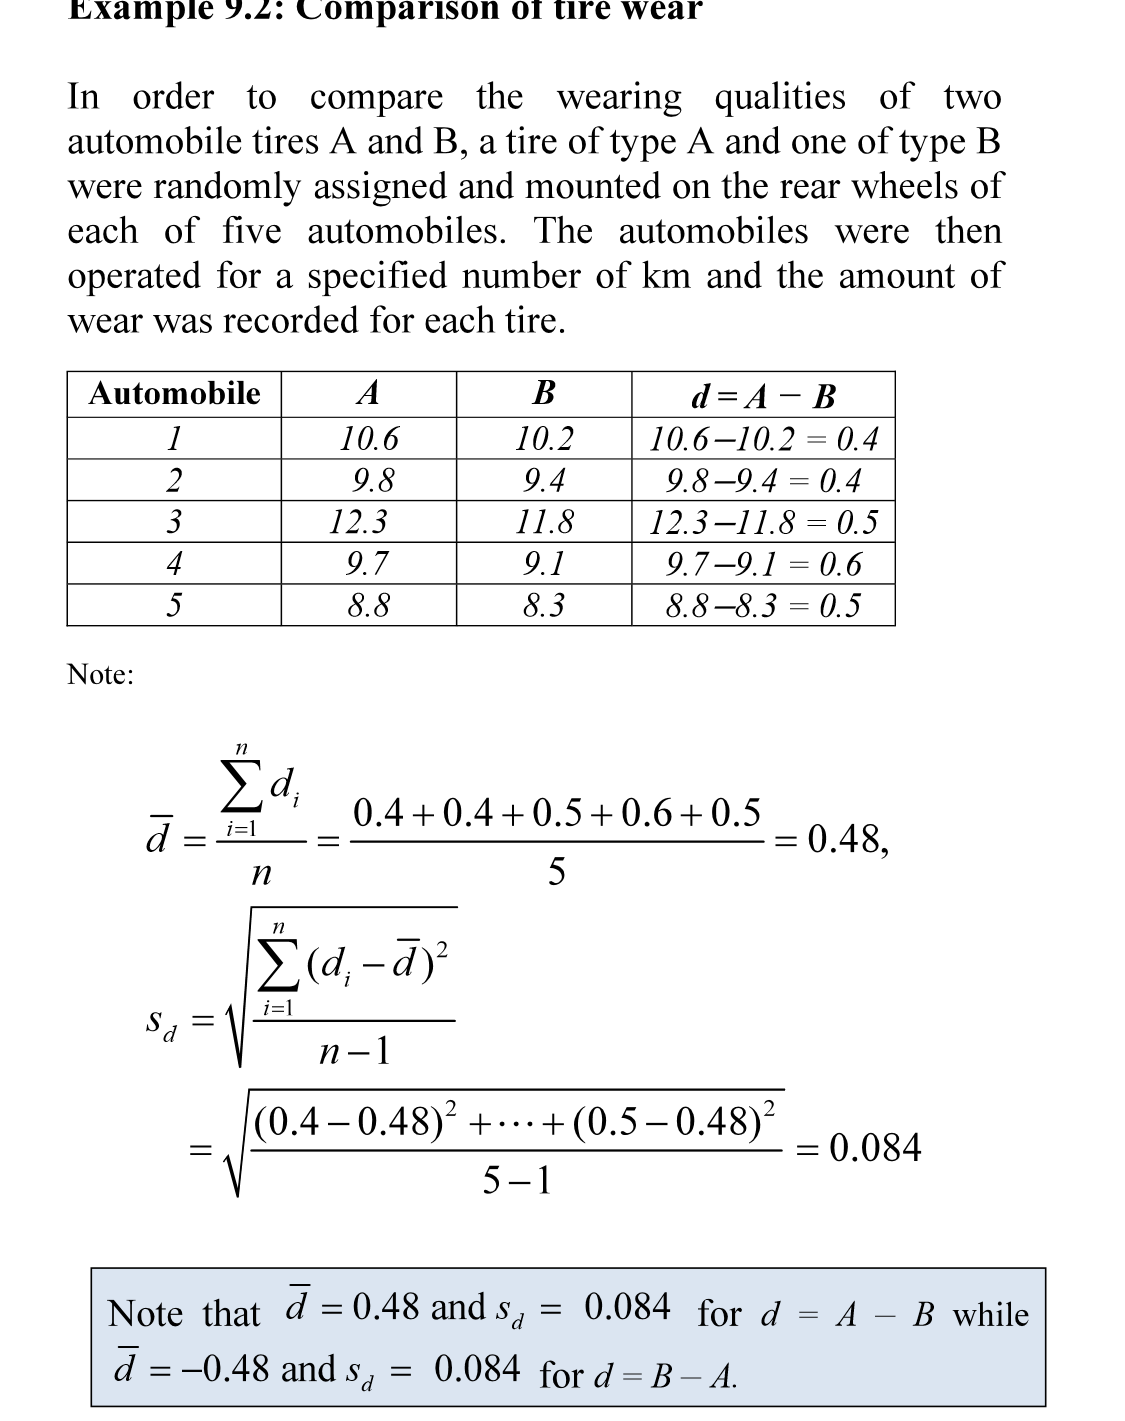 Example 9.2: Comparison of tire wear
In order to compare the wearing qualities of two
automobile tires A and B, a tire of type A and one of type B
were randomly assigned and mounted on the rear wheels of
each of five automobiles. The automobiles were then
operated for a specified number of km and the amount of
wear was recorded for each tire.
Automobile A B d = A − B
1 10.6 10.2 10.6–10.2 = 0.4
2 9.8 9.4 9.8–9.4 = 0.4
3 12.3 11.8 12.3–11.8 = 0.5
4 9.7 9.1 9.7–9.1 = 0.6
5 8.8 8.3 8.8–8.3 = 0.5
Note:
d̄ = ∑ᵢ₌₁ⁿ dᵢ / n = (0.4 + 0.4 + 0.5 + 0.6 + 0.5) / 5 = 0.48,
s_d = √(∑ᵢ₌₁ⁿ (dᵢ − d̄)² / (n − 1))
= √(((0.4 − 0.48)² + ⋯ + (0.5 − 0.48)²) / (5 − 1)) = 0.084
Note that d̄ = 0.48 and s_d = 0.084 for d = A − B while
d̄ = −0.48 and s_d = 0.084 for d = B − A.